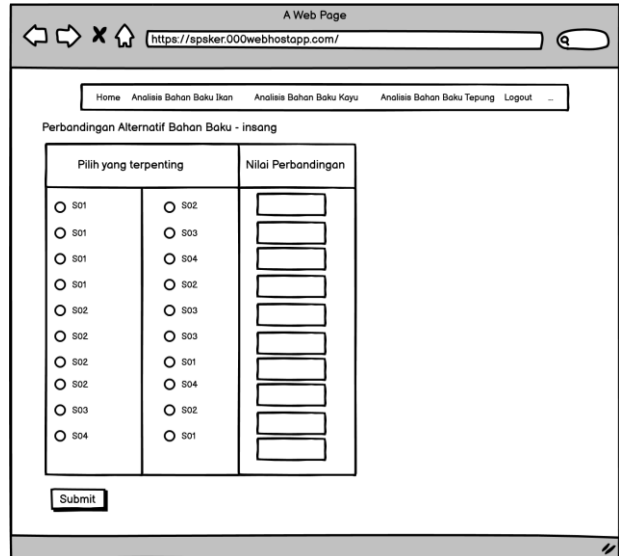 A Web Page
https://spsker.000webhostapp.com/
Home Analisis Bahan Baku Ikan Analisis Bahan Baku Kayu Analisis Bahan Baku Tepung Logout ...
Perbandingan Alternatif Bahan Baku - insang
Pilih yang terpenting Nilai Perbandingan
S01 S02
S01 S03
S01 S04
S01 S02
S02 S03
S02 S03
S02 S01
S02 S04
S03 S02
S04 S01
Submit